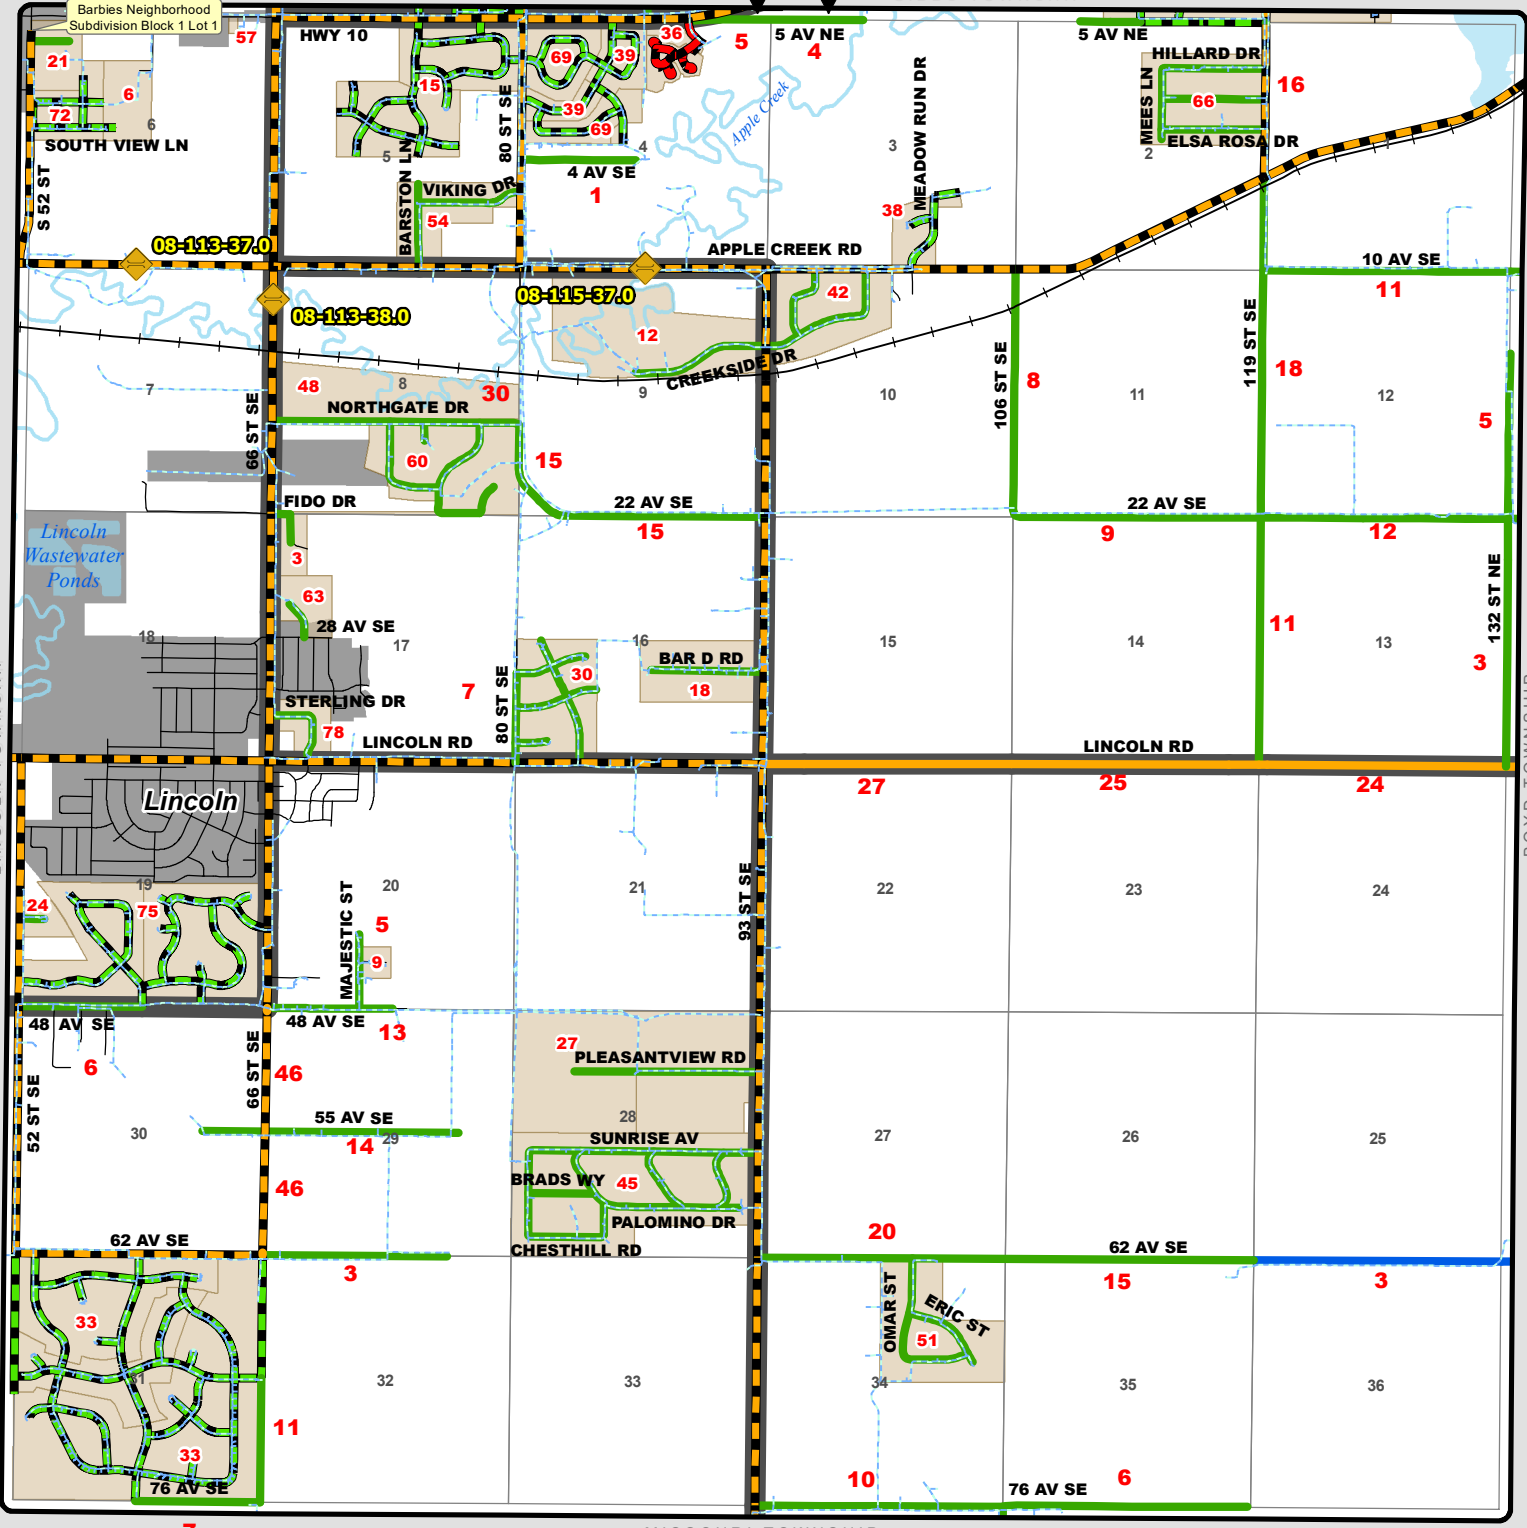 Barbies Neighborhood
Subdivision Block 1 Lot 1
57
HWY 10
36
5
5 AV NE
4
5 AV NE
HILLARD DR
21
6
72
6
SOUTH VIEW LN
S 52 ST
15
5
BARSTON LN
80 ST SE
69
39
39
69
4
4 AV SE
1
Apple Creek
3
MEADOW RUN DR
38
MEES LN
66
16
ELSA ROSA DR
2
VIKING DR
54
08-113-37.0
APPLE CREEK RD
10 AV SE
11
08-115-37.0
08-113-38.0
42
12
CREEKSIDE DR
106 ST SE
119 ST SE
8
18
7
48
8
30
9
10
11
12
5
NORTHGATE DR
66 ST SE
60
15
FIDO DR
22 AV SE
15
22 AV SE
9
12
Lincoln
Wastewater
Ponds
3
63
28 AV SE
18
17
16
15
14
13
11
132 ST NE
3
BAR D RD
30
18
7
80 ST SE
STERLING DR
78
LINCOLN RD
LINCOLN RD
27
25
24
Lincoln
19
24
75
20
MAJESTIC ST
5
9
21
93 ST SE
22
23
24
48 AV SE
6
48 AV SE
13
66 ST SE
46
52 ST SE
27
PLEASANTVIEW RD
55 AV SE
14
29
30
28
27
26
25
SUNRISE AV
BRADS WY
45
46
PALOMINO DR
CHESTHILL RD
62 AV SE
3
20
62 AV SE
15
3
OMAR ST
ERIC ST
51
33
31
32
33
34
35
36
11
33
76 AV SE
10
6
76 AV SE